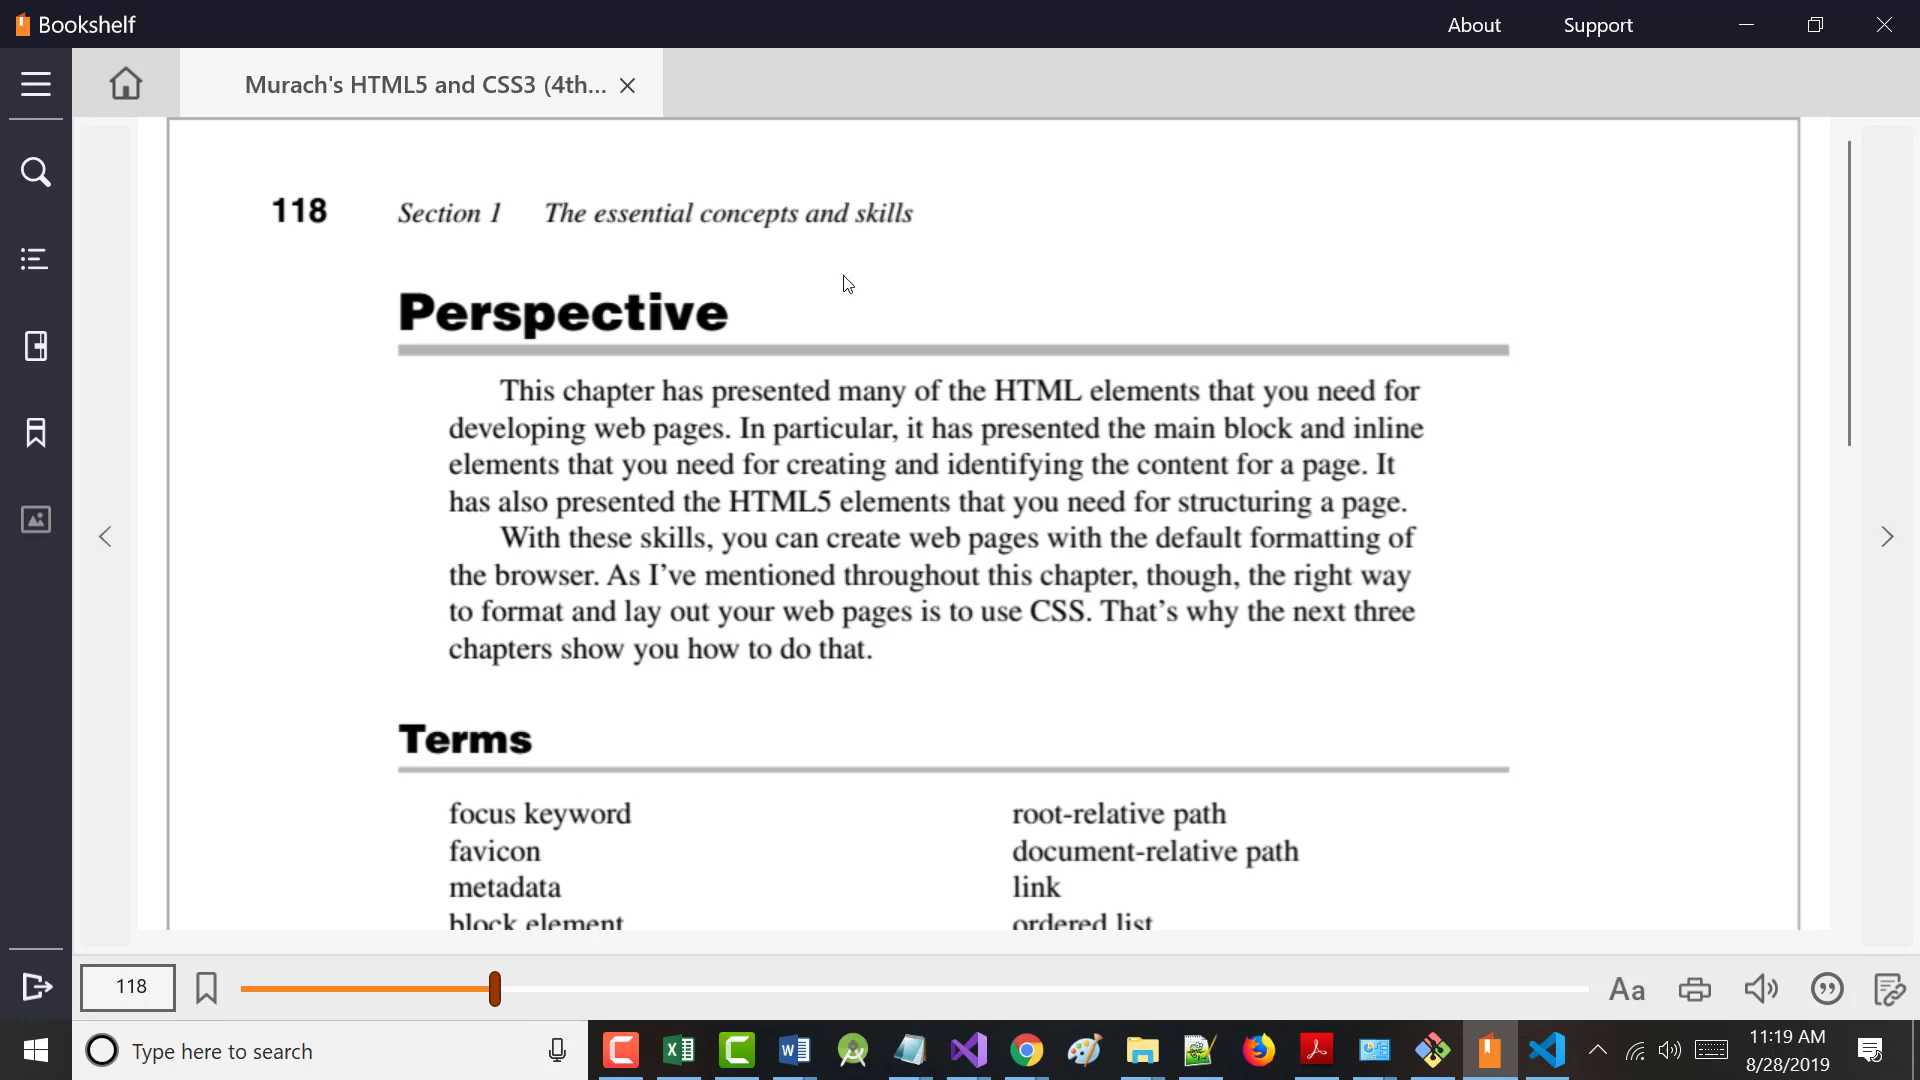 Bookshelf
About
Support
Murach's HTML5 and CSS3 (4th...
118 Section 1 The essential concepts and skills
Perspective
This chapter has presented many of the HTML elements that you need for
developing web pages. In particular, it has presented the main block and inline
elements that you need for creating and identifying the content for a page. It
has also presented the HTML5 elements that you need for structuring a page.
With these skills, you can create web pages with the default formatting of
the browser. As I've mentioned throughout this chapter, though, the right way
to format and lay out your web pages is to use CSS. That's why the next three
chapters show you how to do that.
Terms
focus keyword
favicon
metadata
block element
root-relative path
document-relative path
link
ordered list
118
Aa
Type here to search
11:19 AM
8/28/2019